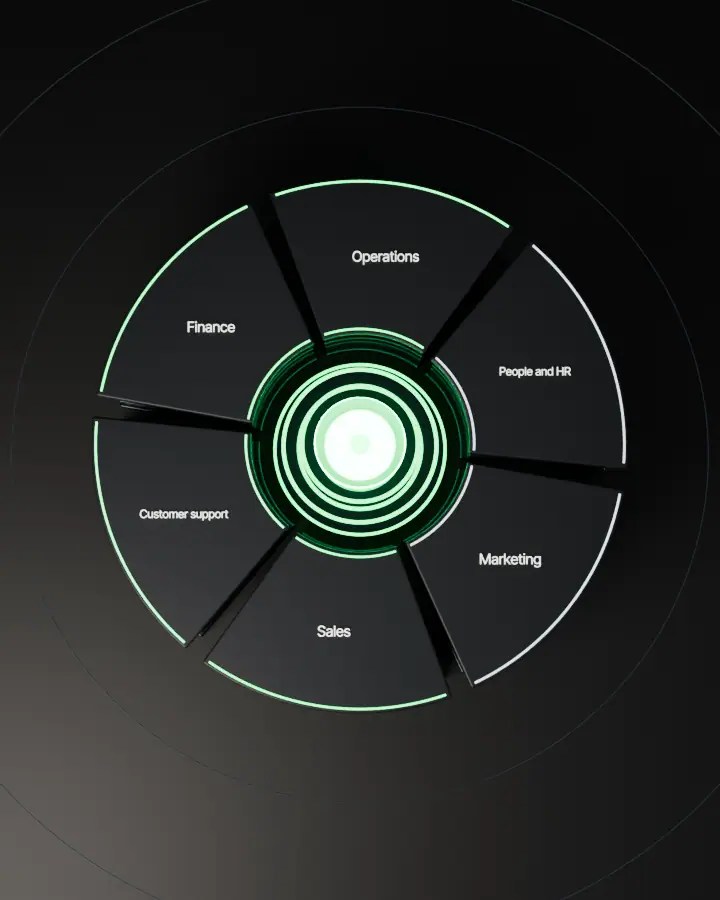 Operations
Finance
People and HR
Customer support
Marketing
Sales